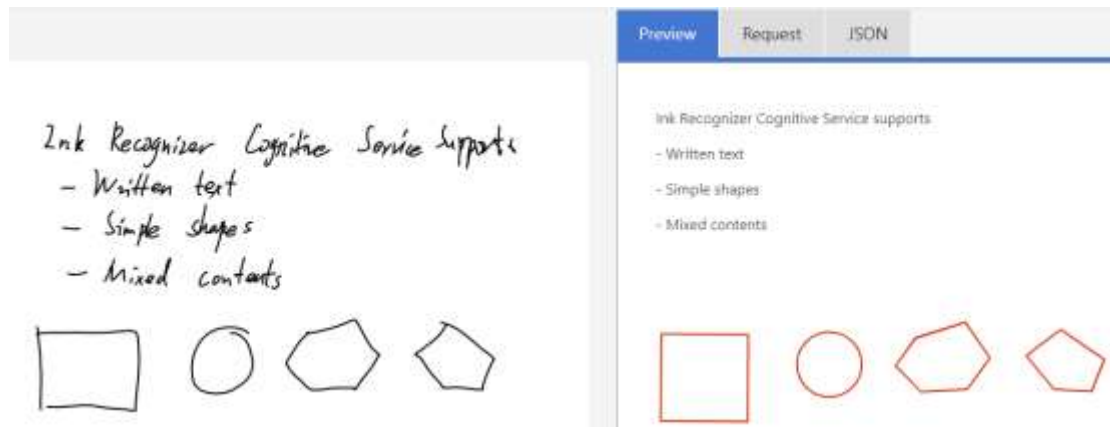 Ink Recognizer Cognitive Service supports
- Written text
- Simple shapes
- Mixed contents
Preview Request JSON
Ink Recognizer Cognitive Service supports
- Written text
- Simple shapes
- Mixed contents